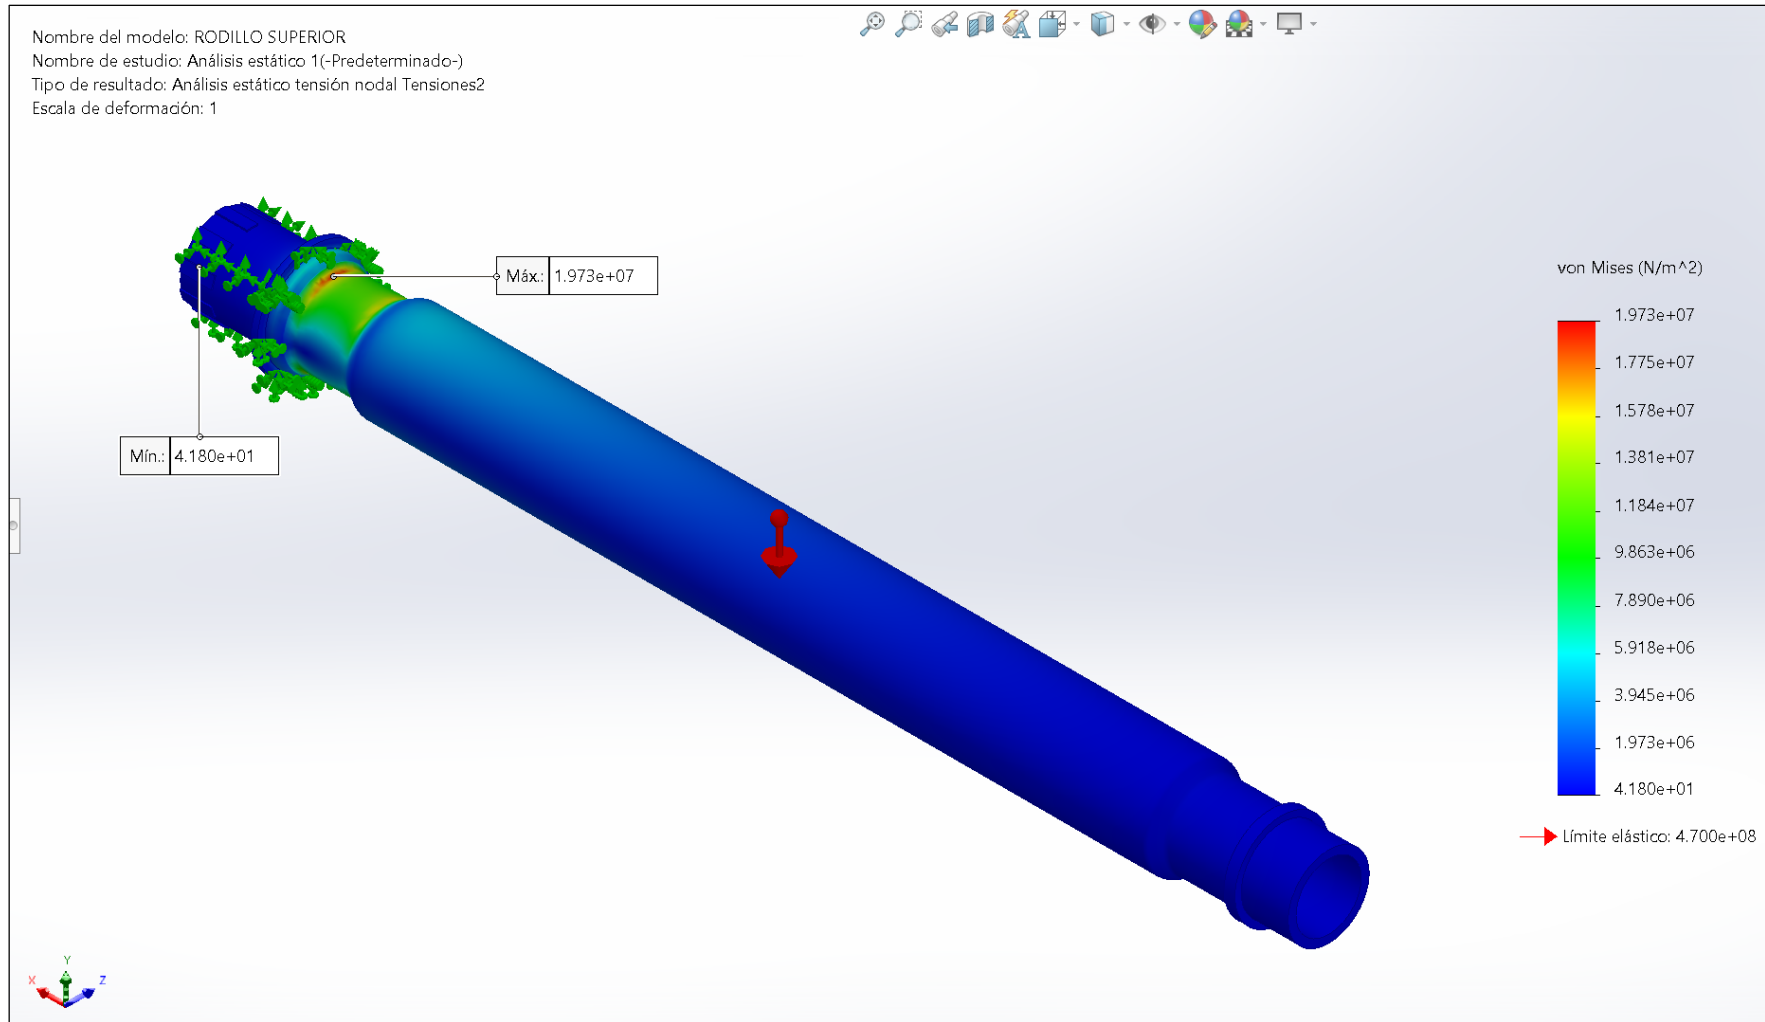 Nombre del modelo: RODILLO SUPERIOR
Nombre de estudio: Análisis estático 1(-Predeterminado-)
Tipo de resultado: Análisis estático tensión nodal Tensiones2
Escala de deformación: 1
Máx.: 1.973e+07
Mín.: 4.180e+01
von Mises (N/m^2)
1.973e+07
1.775e+07
1.578e+07
1.381e+07
1.184e+07
9.863e+06
7.890e+06
5.918e+06
3.945e+06
1.973e+06
4.180e+01
Límite elástico: 4.700e+08
Y
X
Z